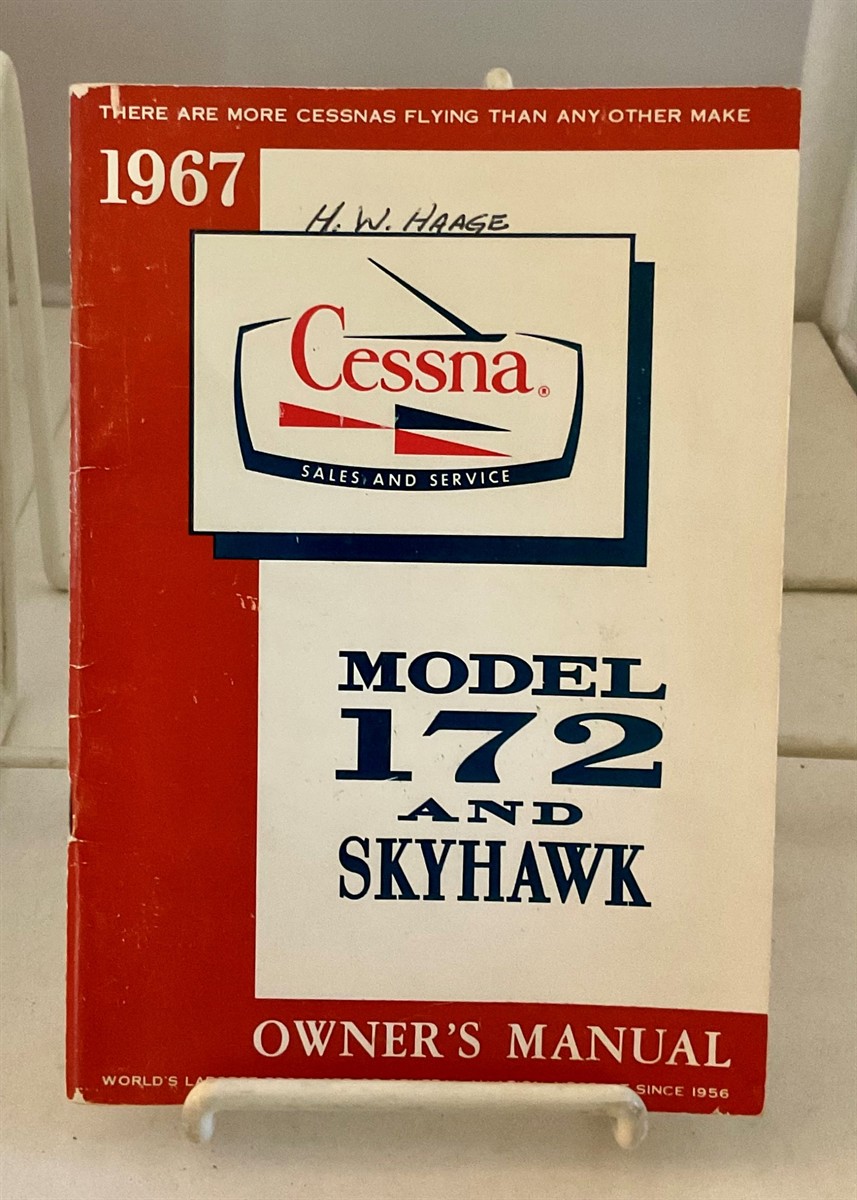 THERE ARE MORE CESSNAS FLYING THAN ANY OTHER MAKE
1967
H. W. HAAGE
Cessna®
SALES AND SERVICE
MODEL
172
AND
SKYHAWK
OWNER'S MANUAL
WORLD'S SINCE 1956